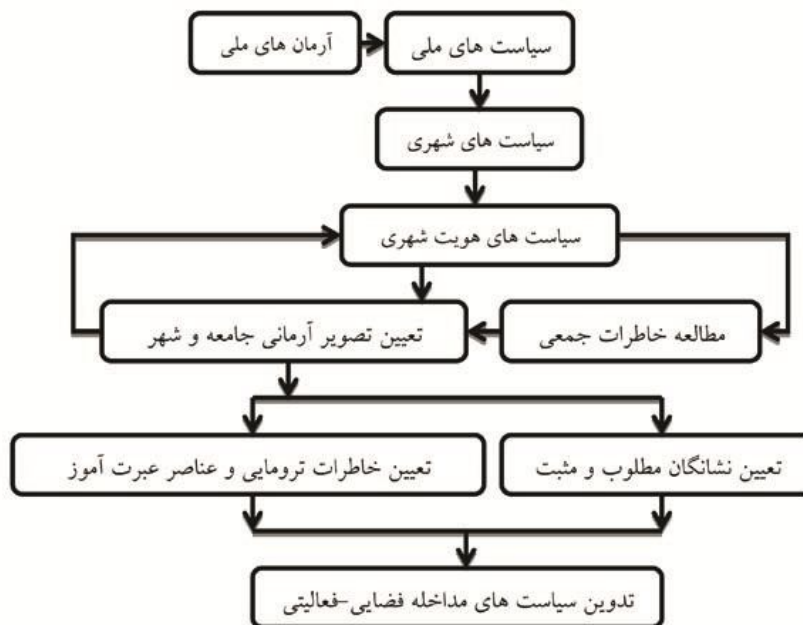 آرمان های ملی
سیاست های ملی
سیاست های شهری
سیاست های هویت شهری
مطالعه خاطرات جمعی
تعیین تصویر آرمانی جامعه و شهر
تعیین نشانگان مطلوب و مثبت
تعیین خاطرات ترومایی و عناصر عبرت آموز
تدوین سیاست های مداخله فضایی-فعالیتی